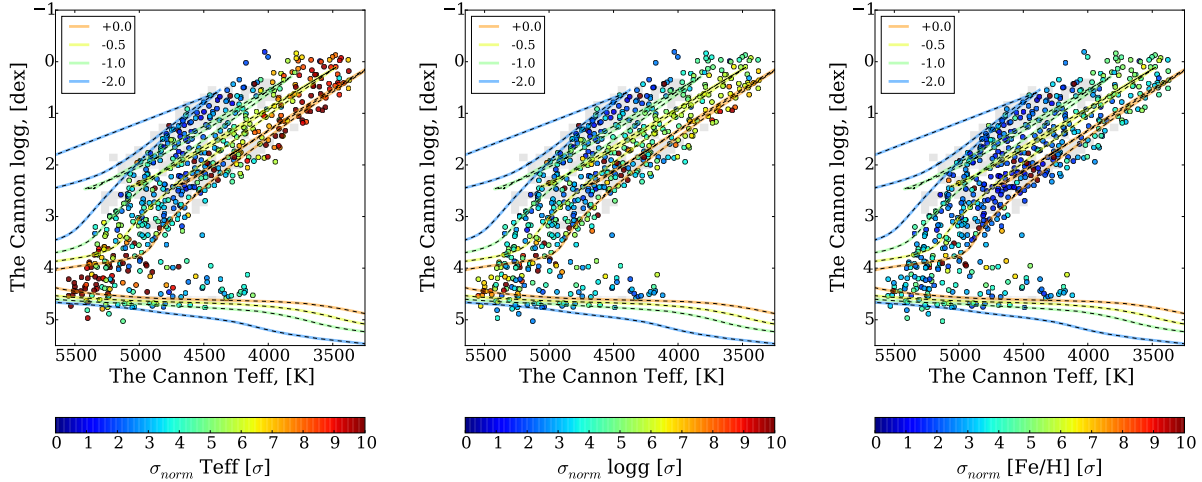 −1
0
1
2
3
4
5
The Cannon logg, [dex]
+0.0
-0.5
-1.0
-2.0
5500 5000 4500 4000 3500
The Cannon Teff, [K]
0 1 2 3 4 5 6 7 8 9 10
σnorm Teff [σ]
−1
0
1
2
3
4
5
The Cannon logg, [dex]
+0.0
-0.5
-1.0
-2.0
5500 5000 4500 4000 3500
The Cannon Teff, [K]
0 1 2 3 4 5 6 7 8 9 10
σnorm logg [σ]
−1
0
1
2
3
4
5
The Cannon logg, [dex]
+0.0
-0.5
-1.0
-2.0
5500 5000 4500 4000 3500
The Cannon Teff, [K]
0 1 2 3 4 5 6 7 8 9 10
σnorm [Fe/H] [σ]